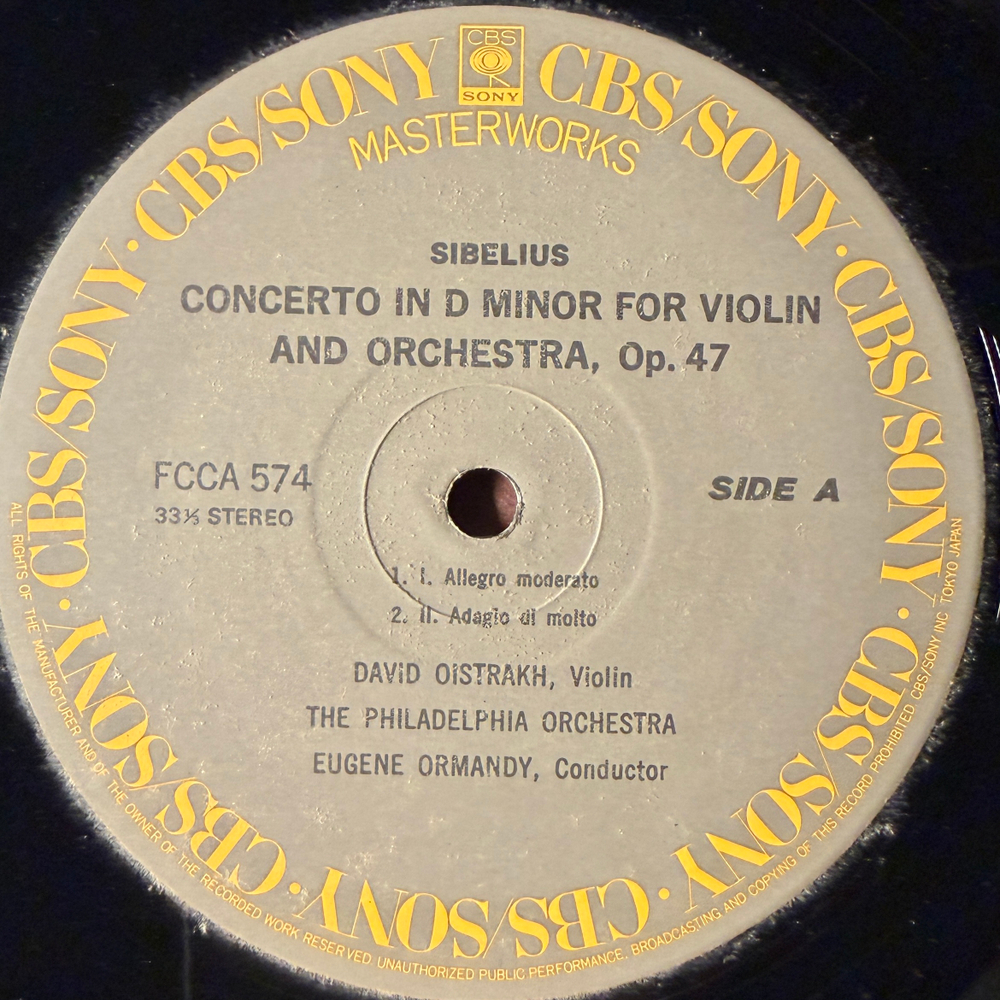 CBS
SONY
CBS/SONY · CBS/SONY · CBS/SONY · CBS/SONY · CBS/SONY · CBS/SONY · CBS/SONY · CBS/SONY · CBS/SONY · CBS/SONY
MASTERWORKS
SIBELIUS
CONCERTO IN D MINOR FOR VIOLIN
AND ORCHESTRA, Op. 47
FCCA 574
33⅓ STEREO
SIDE A
1. I. Allegro moderato
2. II. Adagio di molto
DAVID OISTRAKH, Violin
THE PHILADELPHIA ORCHESTRA
EUGENE ORMANDY, Conductor
ALL RIGHTS OF THE MANUFACTURER AND OF THE OWNER OF THE RECORDED WORK RESERVED. UNAUTHORIZED PUBLIC PERFORMANCE, BROADCASTING AND COPYING OF THIS RECORD PROHIBITED CBS/SONY INC TOKYO JAPAN